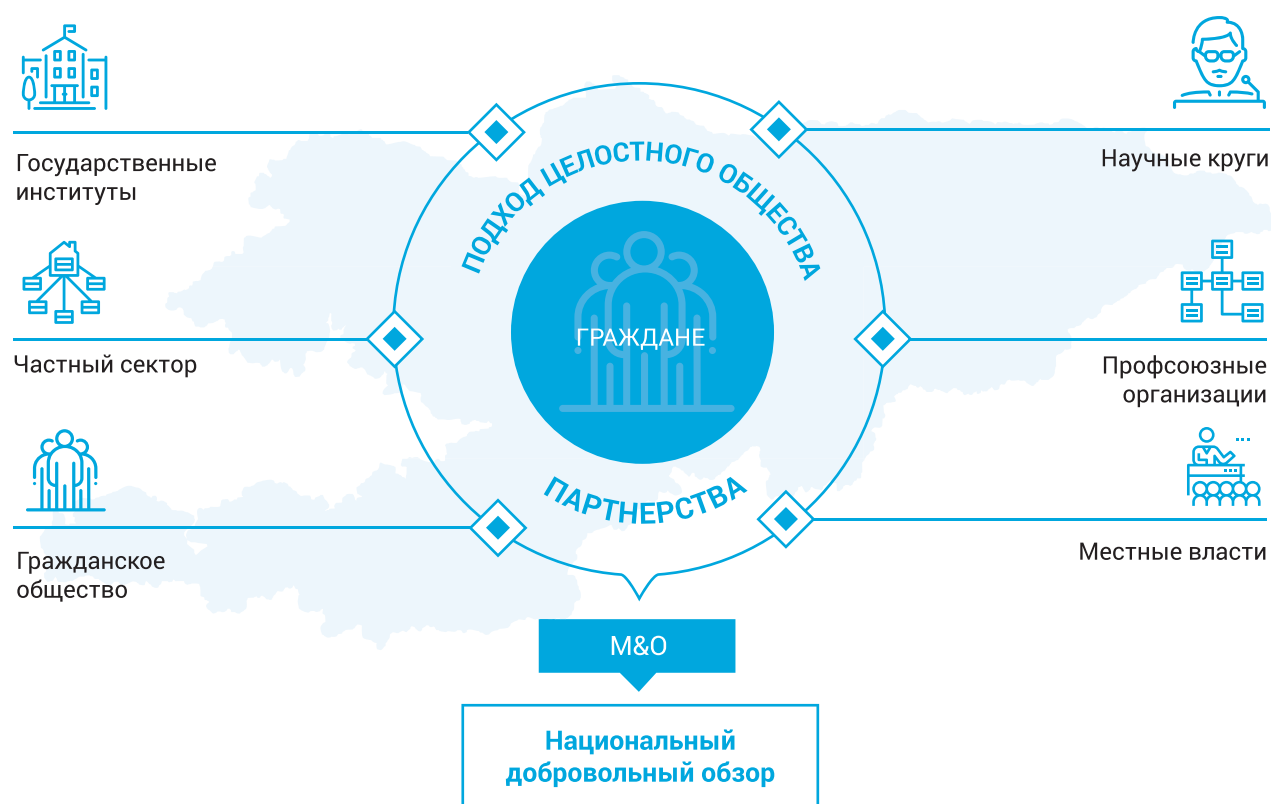 Государственные
институты
Частный сектор
Гражданское
общество
ПОДХОД ЦЕЛОСТНОГО ОБЩЕСТВА
ГРАЖДАНЕ
ПАРТНЕРСТВА
Научные круги
Профсоюзные
организации
Местные власти
М&О
Национальный
добровольный обзор